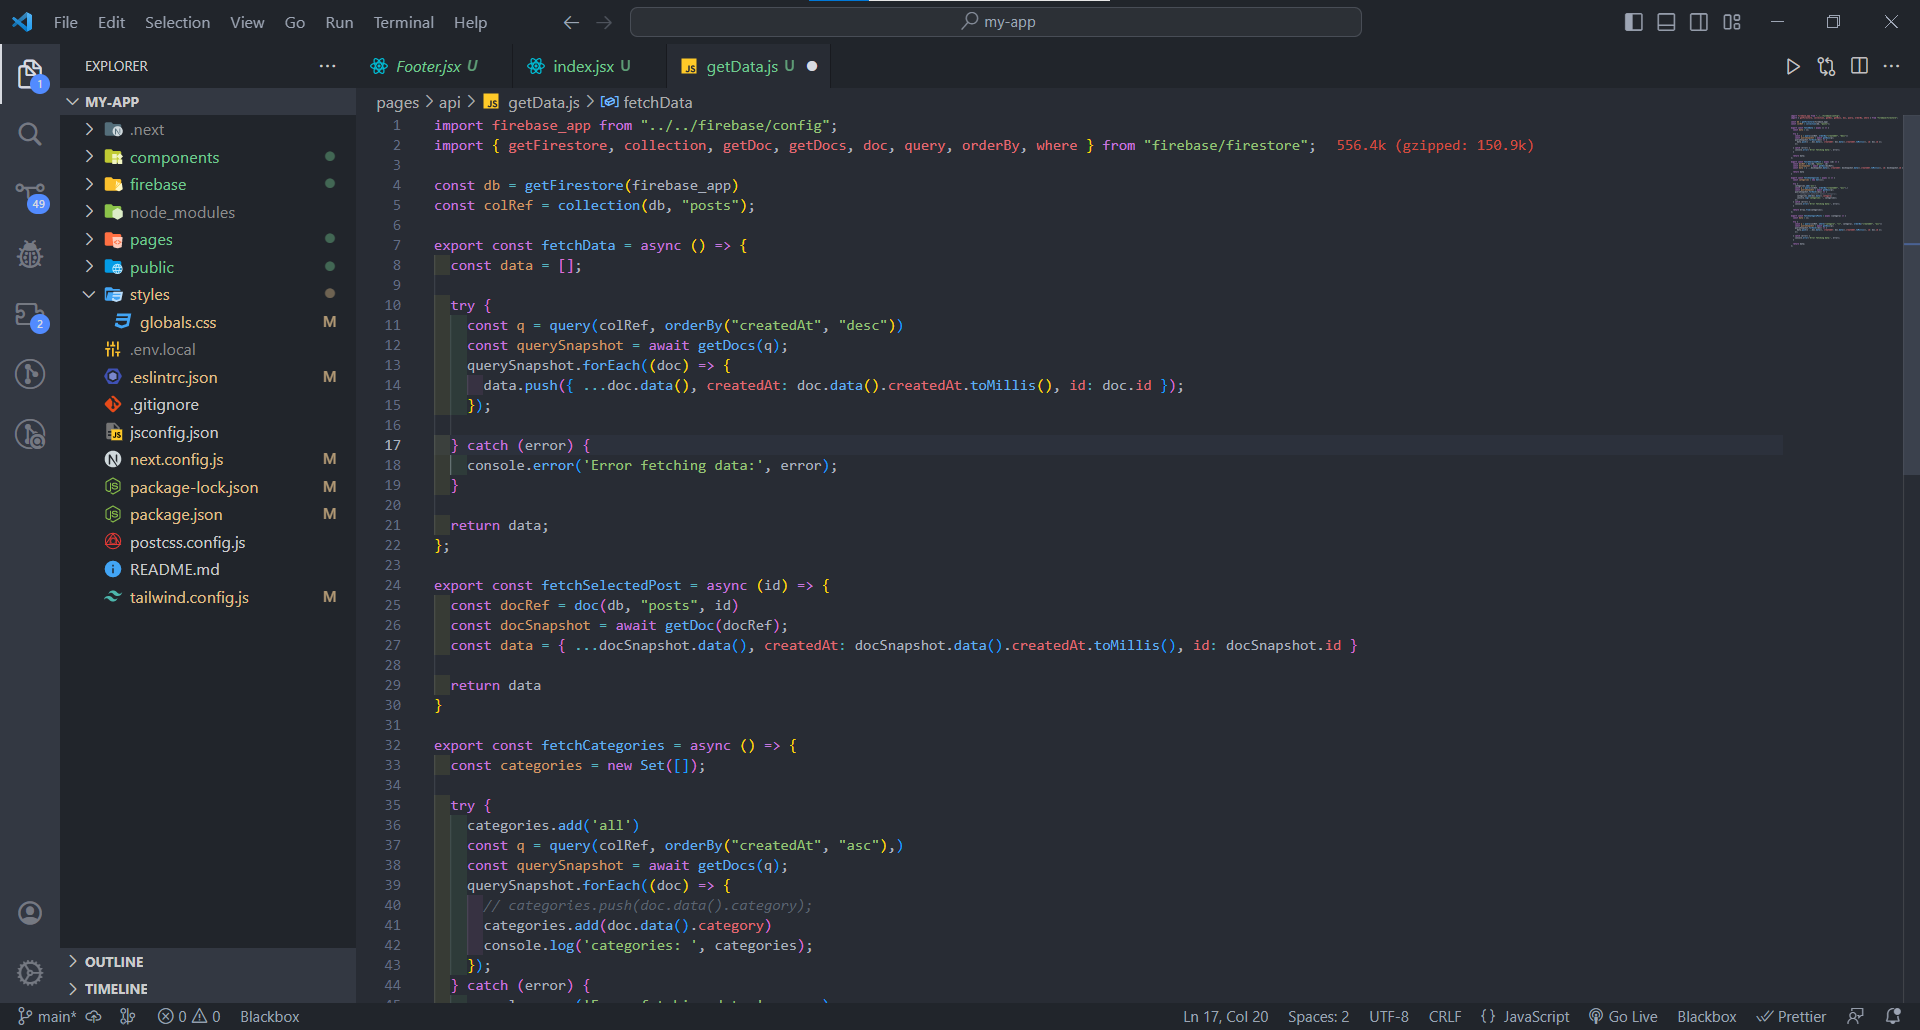 File Edit Selection View Go Run Terminal Help
my-app
EXPLORER
Footer.jsx U
index.jsx U
JS getData.js U
1
MY-APP
pages > api > JS getData.js > fetchData
.next
components
firebase
49
node_modules
pages
public
styles
globals.css M
2
.env.local
.eslintrc.json M
.gitignore
jsconfig.json
next.config.js M
package-lock.json M
package.json M
postcss.config.js
README.md
tailwind.config.js M
OUTLINE
TIMELINE
1 import firebase_app from "../../firebase/config";
2 import { getFirestore, collection, getDoc, getDocs, doc, query, orderBy, where } from "firebase/firestore"; 556.4k (gzipped: 150.9k)
3
4 const db = getFirestore(firebase_app)
5 const colRef = collection(db, "posts");
6
7 export const fetchData = async () => {
8 const data = [];
9
10 try {
11 const q = query(colRef, orderBy("createdAt", "desc"))
12 const querySnapshot = await getDocs(q);
13 querySnapshot.forEach((doc) => {
14 data.push({ ...doc.data(), createdAt: doc.data().createdAt.toMillis(), id: doc.id });
15 });
16
17 } catch (error) {
18 console.error('Error fetching data:', error);
19 }
20
21 return data;
22 };
23
24 export const fetchSelectedPost = async (id) => {
25 const docRef = doc(db, "posts", id)
26 const docSnapshot = await getDoc(docRef);
27 const data = { ...docSnapshot.data(), createdAt: docSnapshot.data().createdAt.toMillis(), id: docSnapshot.id }
28
29 return data
30 }
31
32 export const fetchCategories = async () => {
33 const categories = new Set([]);
34
35 try {
36 categories.add('all')
37 const q = query(colRef, orderBy("createdAt", "asc"),)
38 const querySnapshot = await getDocs(q);
39 querySnapshot.forEach((doc) => {
40 // categories.push(doc.data().category);
41 categories.add(doc.data().category)
42 console.log('categories: ', categories);
43 });
44 } catch (error) {
main* 0 0 Blackbox
Ln 17, Col 20 Spaces: 2 UTF-8 CRLF {} JavaScript Go Live Blackbox Prettier